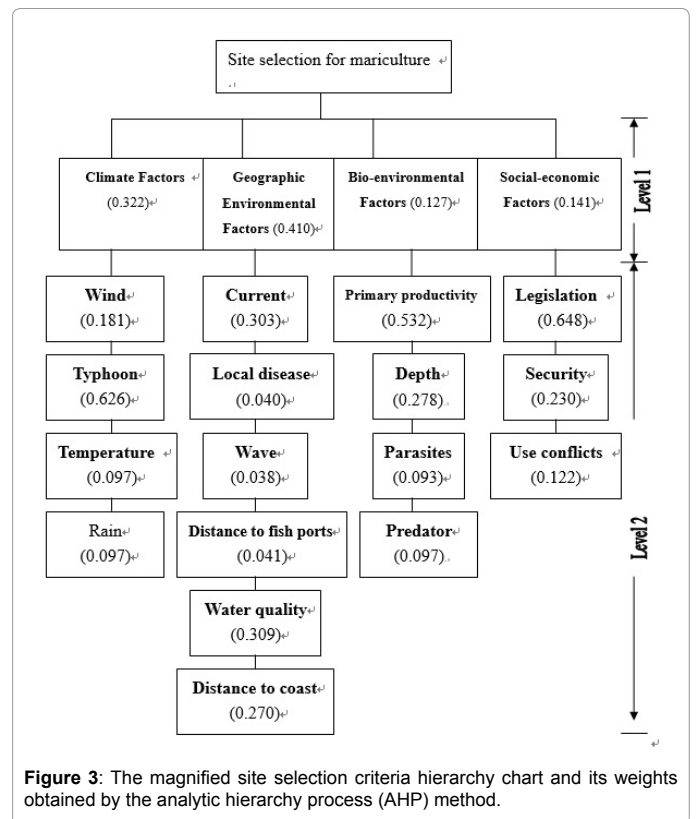 Site selection for mariculture
Climate Factors
(0.322)
Geographic
Environmental
Factors (0.410)
Bio-environmental
Factors (0.127)
Social-economic
Factors (0.141)
Level 1
Wind
(0.181)
Typhoon
(0.626)
Temperature
(0.097)
Rain
(0.097)
Current
(0.303)
Local disease
(0.040)
Wave
(0.038)
Distance to fish ports
(0.041)
Water quality
(0.309)
Distance to coast
(0.270)
Primary productivity
(0.532)
Depth
(0.278)
Parasites
(0.093)
Predator
(0.097)
Legislation
(0.648)
Security
(0.230)
Use conflicts
(0.122)
Level 2
Figure 3: The magnified site selection criteria hierarchy chart and its weights
obtained by the analytic hierarchy process (AHP) method.